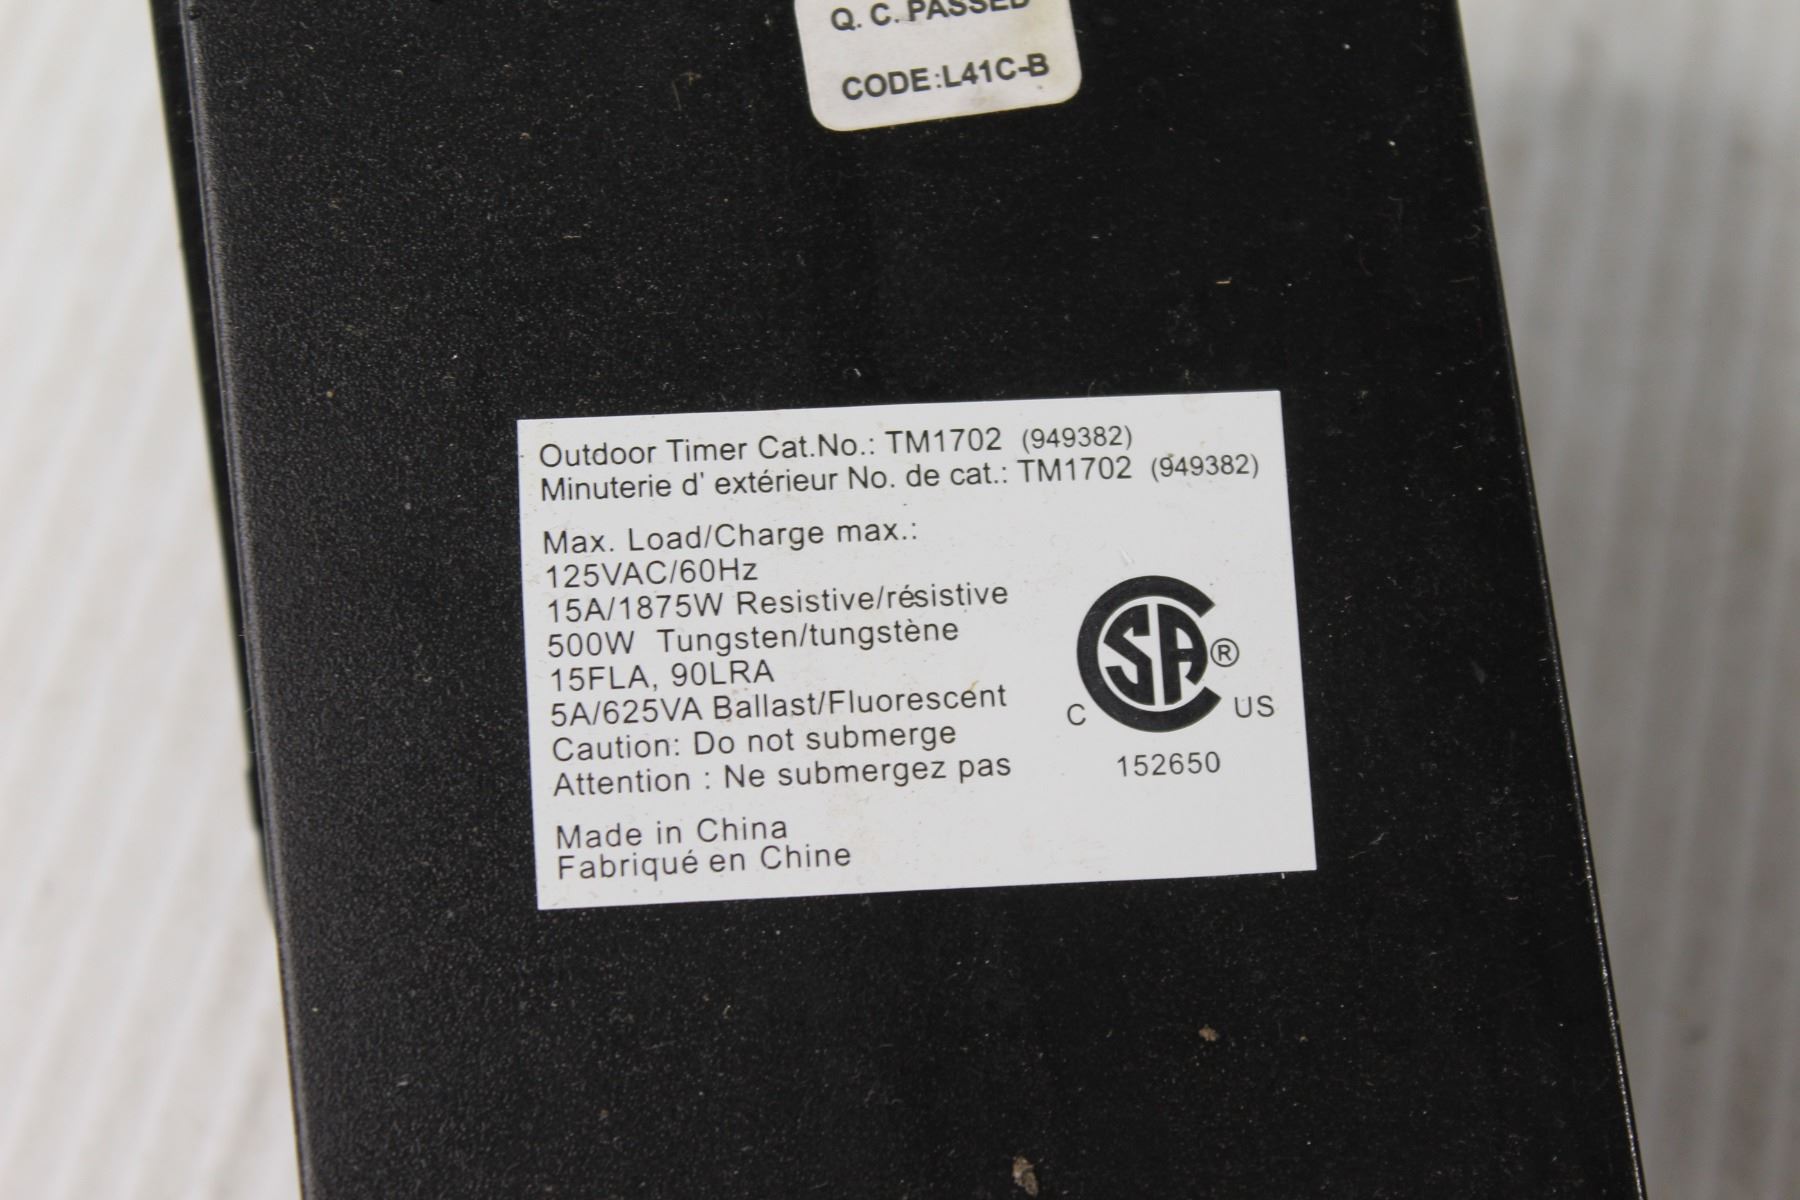 Q. C. PASSED
CODE:L41C-B
Outdoor Timer Cat.No.: TM1702 (949382)
Minuterie d' extérieur No. de cat.: TM1702 (949382)
Max. Load/Charge max.:
125VAC/60Hz
15A/1875W Resistive/résistive
500W Tungsten/tungstène
15FLA, 90LRA
5A/625VA Ballast/Fluorescent
Caution: Do not submerge
Attention : Ne submergez pas
CSA®
C US
152650
Made in China
Fabriqué en Chine